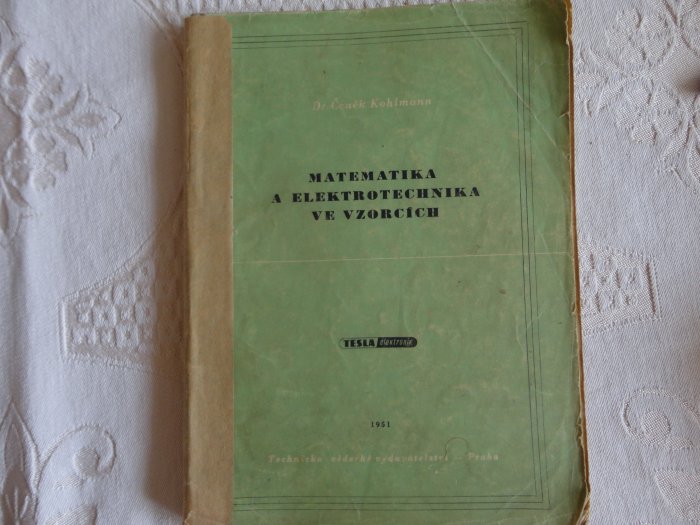 Dr Čeněk Kohlmann
MATEMATIKA
A ELEKTROTECHNIKA
VE VZORCÍCH
TESLA elektronik
1951
Technicko-vědecké vydavatelství - Praha